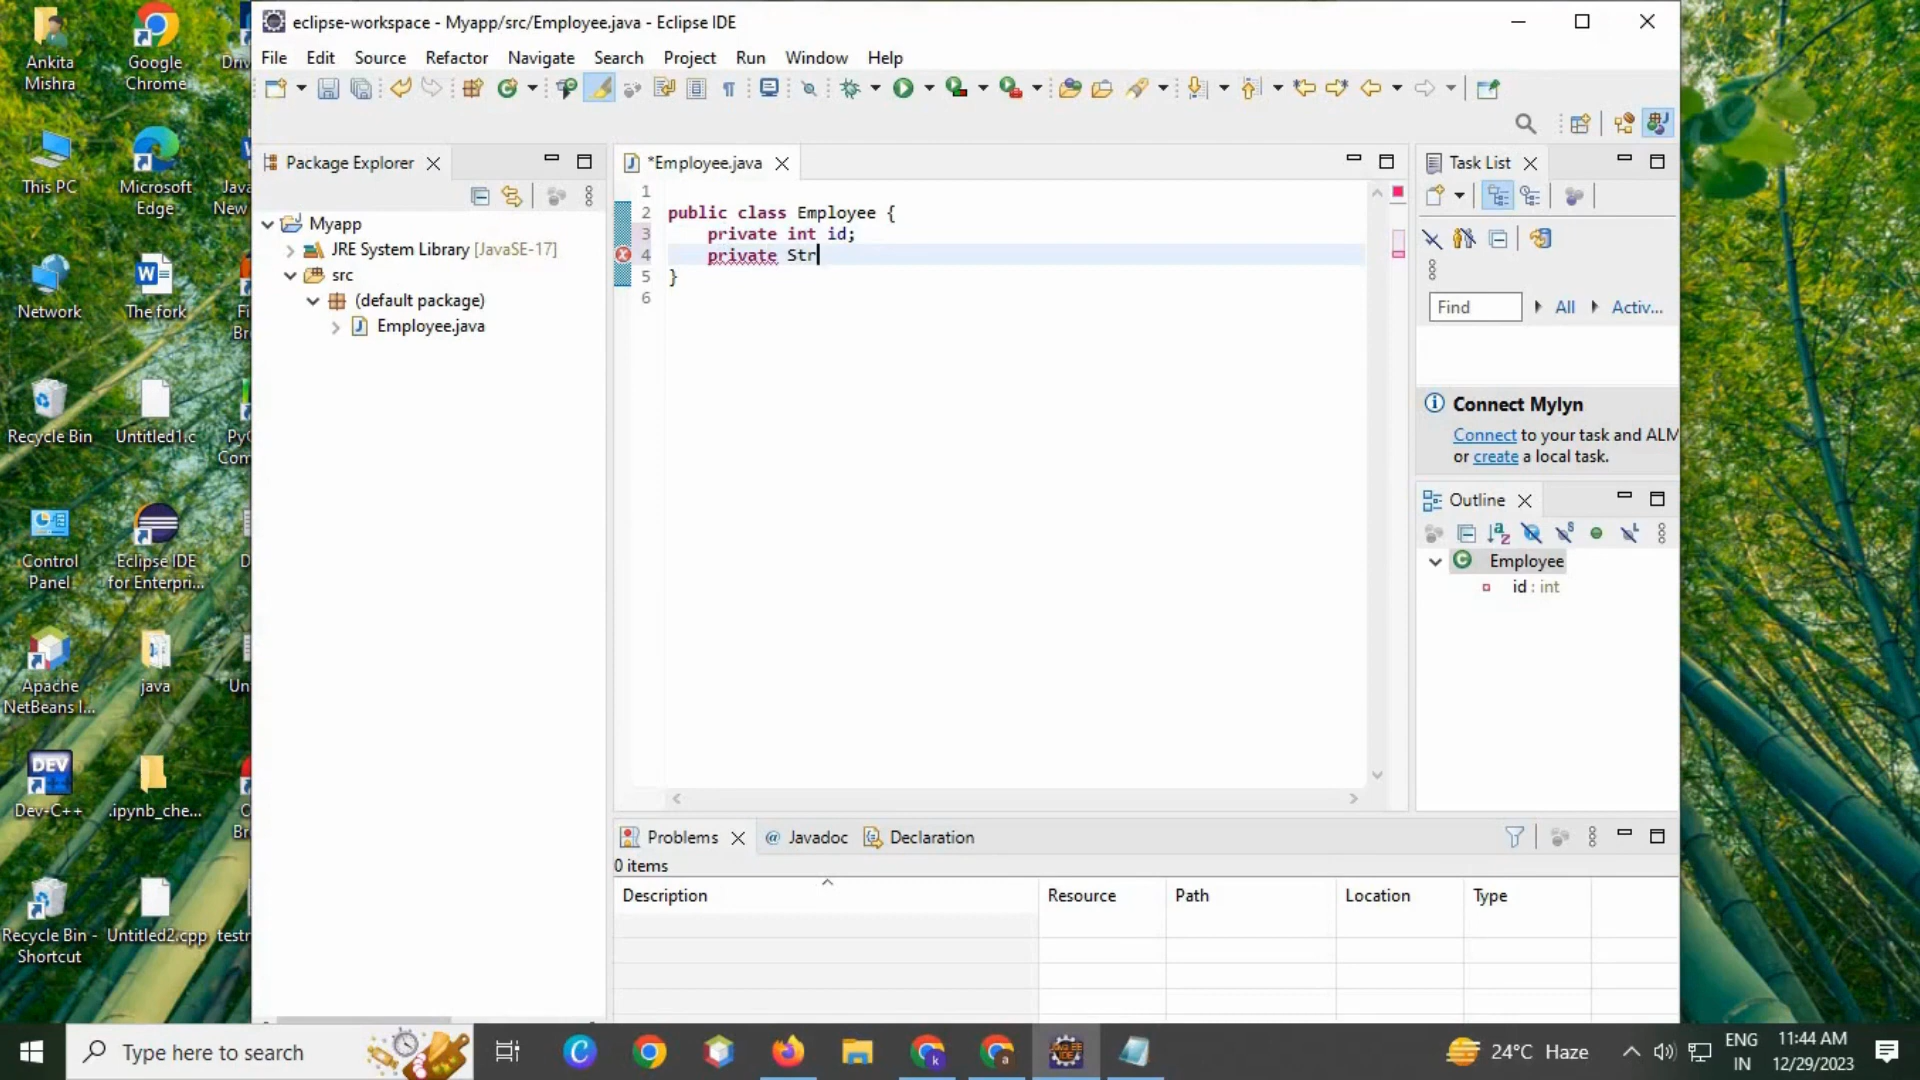 eclipse-workspace - Myapp/src/Employee.java - Eclipse IDE
File Edit Source Refactor Navigate Search Project Run Window Help
Package Explorer
Myapp
JRE System Library [JavaSE-17]
src
(default package)
Employee.java
*Employee.java
1
2 public class Employee {
3 private int id;
4 private Str
5 }
6
Task List
Find All Activ...
Connect Mylyn
Connect to your task and ALM
or create a local task.
Outline
Employee
id : int
Problems @ Javadoc Declaration
0 items
Description Resource Path Location Type
Ankita
Mishra
Google
Chrome
This PC
Microsoft
Edge
Network
The fork
Recycle Bin
Untitled1.c
Control
Panel
Eclipse IDE
for Enterpri...
Apache
NetBeans I...
java
DEV
Dev-C++
.ipynb_che...
Recycle Bin -
Shortcut
Untitled2.cpp
Type here to search
24°C Haze
ENG
IN
11:44 AM
12/29/2023